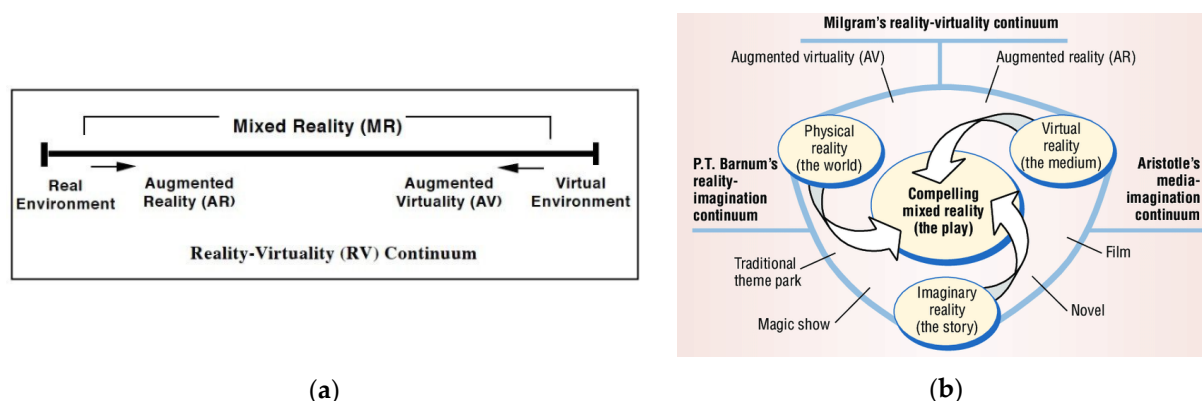 Mixed Reality (MR)
Real
Environment
Augmented
Reality (AR)
Augmented
Virtuality (AV)
Virtual
Environment
Reality-Virtuality (RV) Continuum
(a)
Milgram's reality-virtuality continuum
Augmented virtuality (AV)
Augmented reality (AR)
Physical
reality
(the world)
Virtual
reality
(the medium)
P.T. Barnum's
reality-
imagination
continuum
Compelling
mixed reality
(the play)
Aristotle's
media-
imagination
continuum
Traditional
theme park
Film
Imaginary
reality
(the story)
Magic show
Novel
(b)